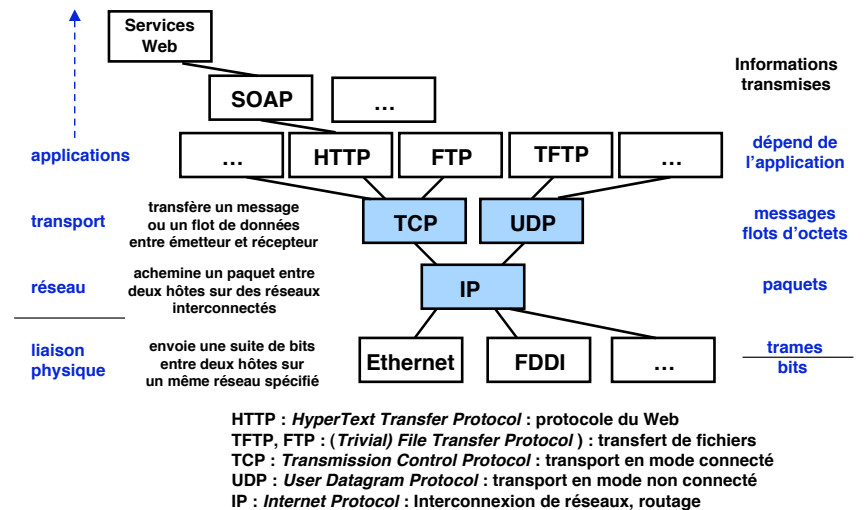 Services
Web
Informations
transmises
SOAP
...
applications
...
HTTP
FTP
TFTP
...
dépend de
l'application
transport
transfère un message
ou un flot de données
entre émetteur et récepteur
TCP
UDP
messages
flots d'octets
réseau
achemine un paquet entre
deux hôtes sur des réseaux
interconnectés
IP
paquets
liaison
physique
envoie une suite de bits
entre deux hôtes sur
un même réseau spécifié
Ethernet
FDDI
...
trames
bits
HTTP : HyperText Transfer Protocol : protocole du Web
TFTP, FTP : (Trivial) File Transfer Protocol ) : transfert de fichiers
TCP : Transmission Control Protocol : transport en mode connecté
UDP : User Datagram Protocol : transport en mode non connecté
IP : Internet Protocol : Interconnexion de réseaux, routage